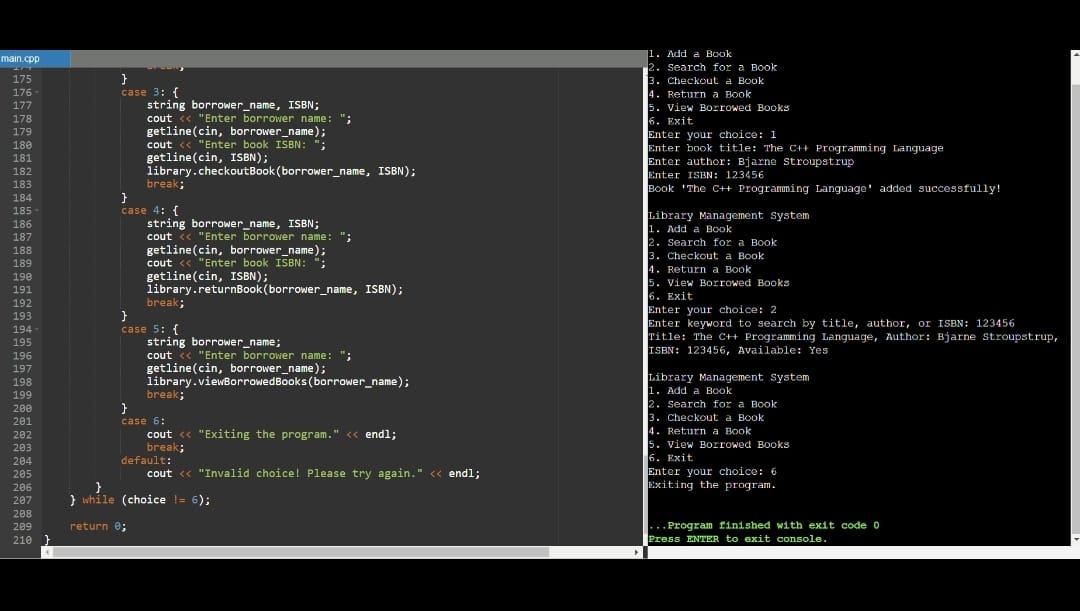 main.cpp
175 }
176 case 3: {
177 string borrower_name, ISBN;
178 cout << "Enter borrower name: ";
179 getline(cin, borrower_name);
180 cout << "Enter book ISBN: ";
181 getline(cin, ISBN);
182 library.checkoutBook(borrower_name, ISBN);
183 break;
184 }
185 case 4: {
186 string borrower_name, ISBN;
187 cout << "Enter borrower name: ";
188 getline(cin, borrower_name);
189 cout << "Enter book ISBN: ";
190 getline(cin, ISBN);
191 library.returnBook(borrower_name, ISBN);
192 break;
193 }
194 case 5: {
195 string borrower_name;
196 cout << "Enter borrower name: ";
197 getline(cin, borrower_name);
198 library.viewBorrowedBooks(borrower_name);
199 break;
200 }
201 case 6:
202 cout << "Exiting the program." << endl;
203 break;
204 default:
205 cout << "Invalid choice! Please try again." << endl;
206 }
207 } while (choice != 6);
208
209 return 0;
210 }
1. Add a Book
2. Search for a Book
3. Checkout a Book
4. Return a Book
5. View Borrowed Books
6. Exit
Enter your choice: 1
Enter book title: The C++ Programming Language
Enter author: Bjarne Stroupstrup
Enter ISBN: 123456
Book 'The C++ Programming Language' added successfully!
Library Management System
1. Add a Book
2. Search for a Book
3. Checkout a Book
4. Return a Book
5. View Borrowed Books
6. Exit
Enter your choice: 2
Enter keyword to search by title, author, or ISBN: 123456
Title: The C++ Programming Language, Author: Bjarne Stroupstrup,
ISBN: 123456, Available: Yes
Library Management System
1. Add a Book
2. Search for a Book
3. Checkout a Book
4. Return a Book
5. View Borrowed Books
6. Exit
Enter your choice: 6
Exiting the program.
...Program finished with exit code 0
Press ENTER to exit console.